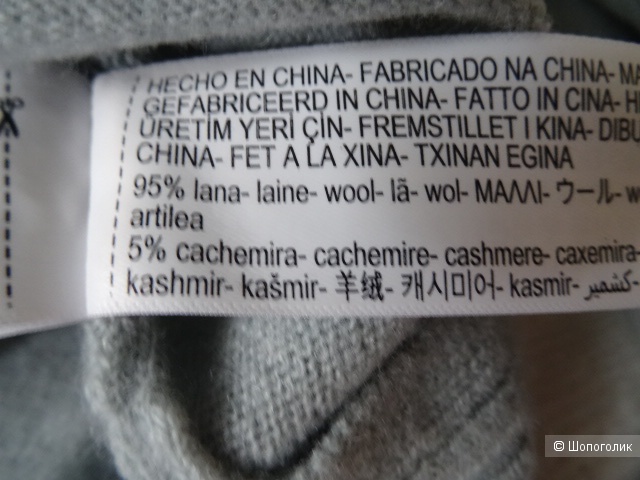 HECHO EN CHINA- FABRICADO NA CHINA- MA
GEFABRICEERD IN CHINA- FATTO IN CINA- H
ÜRETIM YERİ ÇİN- FREMSTILLET I KINA- DIBU
CHINA- FET A LA XINA- TXINAN EGINA
95% lana- laine- wool- lã- wol- ΜΑΛΛΙ- ウール- w
artilea
5% cachemira- cachemire- cashmere- caxemira-
kashmir- kašmir- 羊绒- 캐시미어- kasmir- كشمير-
© Шопоголик